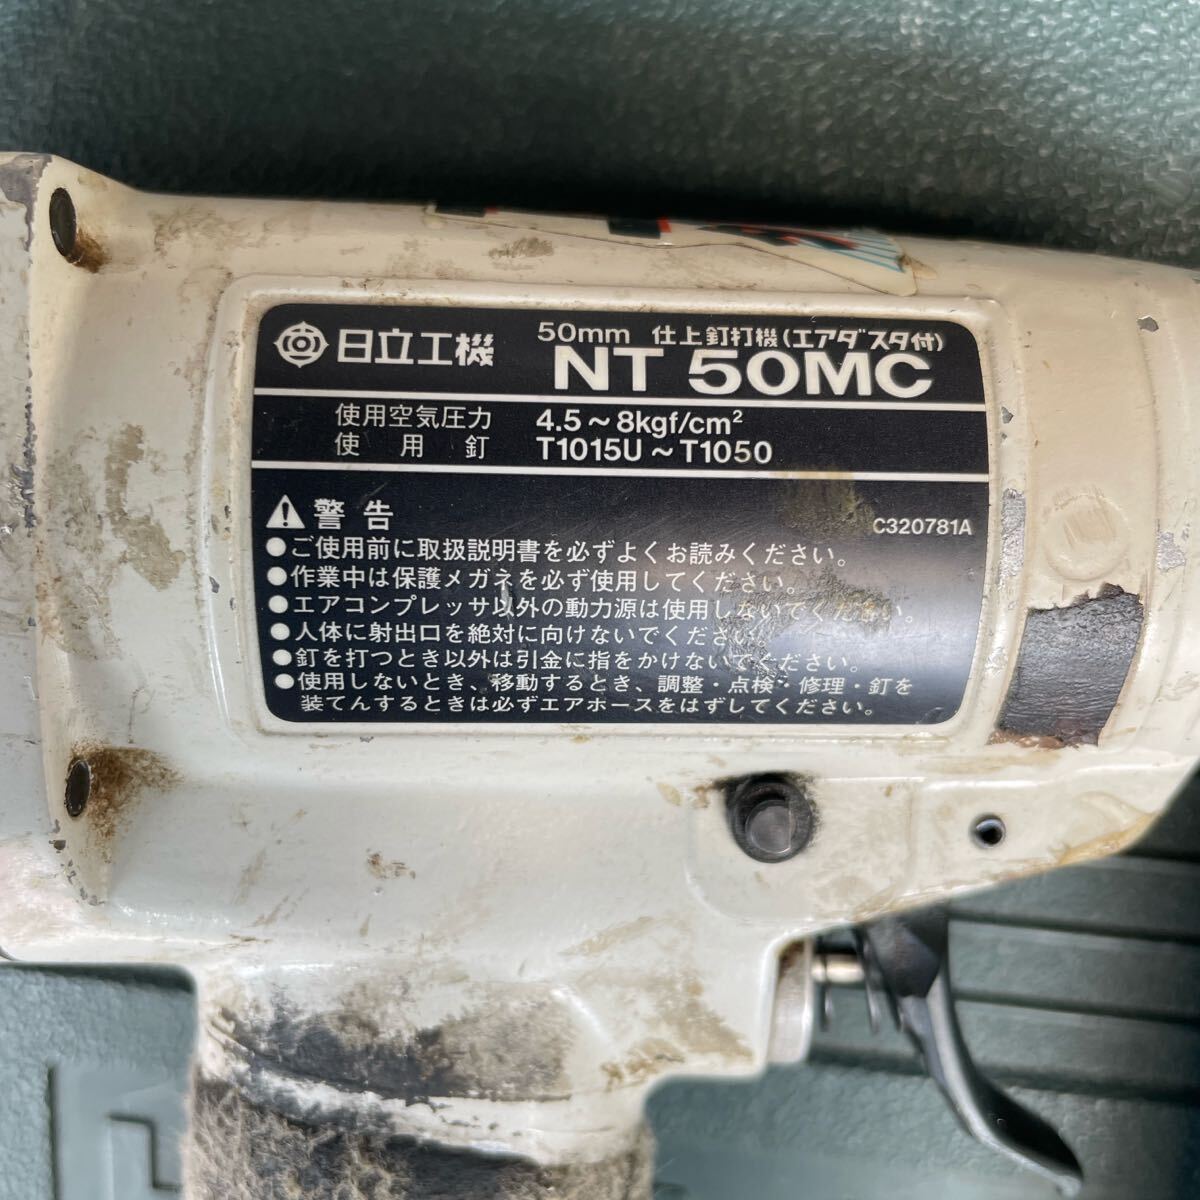 日立工機
50mm 仕上釘打機(エアダスタ付)
NT 50MC
使用空気圧力 4.5～8kgf/cm²
使用釘 T1015U～T1050
警告
C320781A
●ご使用前に取扱説明書を必ずよくお読みください。
●作業中は保護メガネを必ず使用してください。
●エアコンプレッサ以外の動力源は使用しないでください。
●人体に射出口を絶対に向けないでください。
●釘を打つとき以外は引金に指をかけないでください。
●使用しないとき、移動するとき、調整・点検・修理・釘を
装てんするときは必ずエアホースをはずしてください。